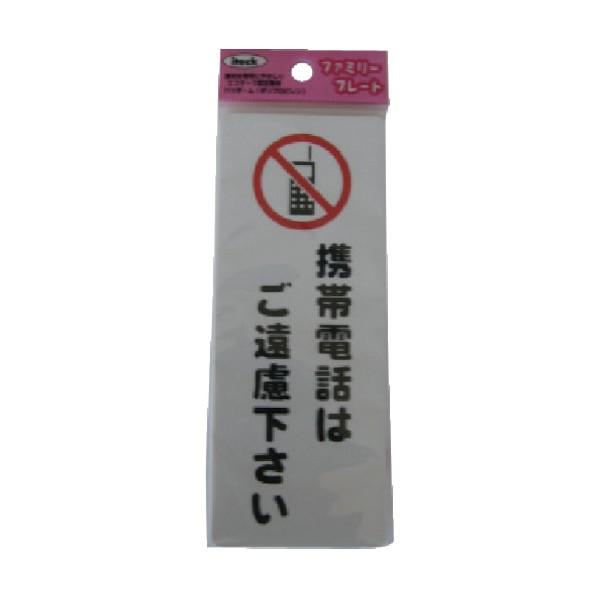 iteck
ファミリー
プレート
携帯電話は
ご遠慮下さい